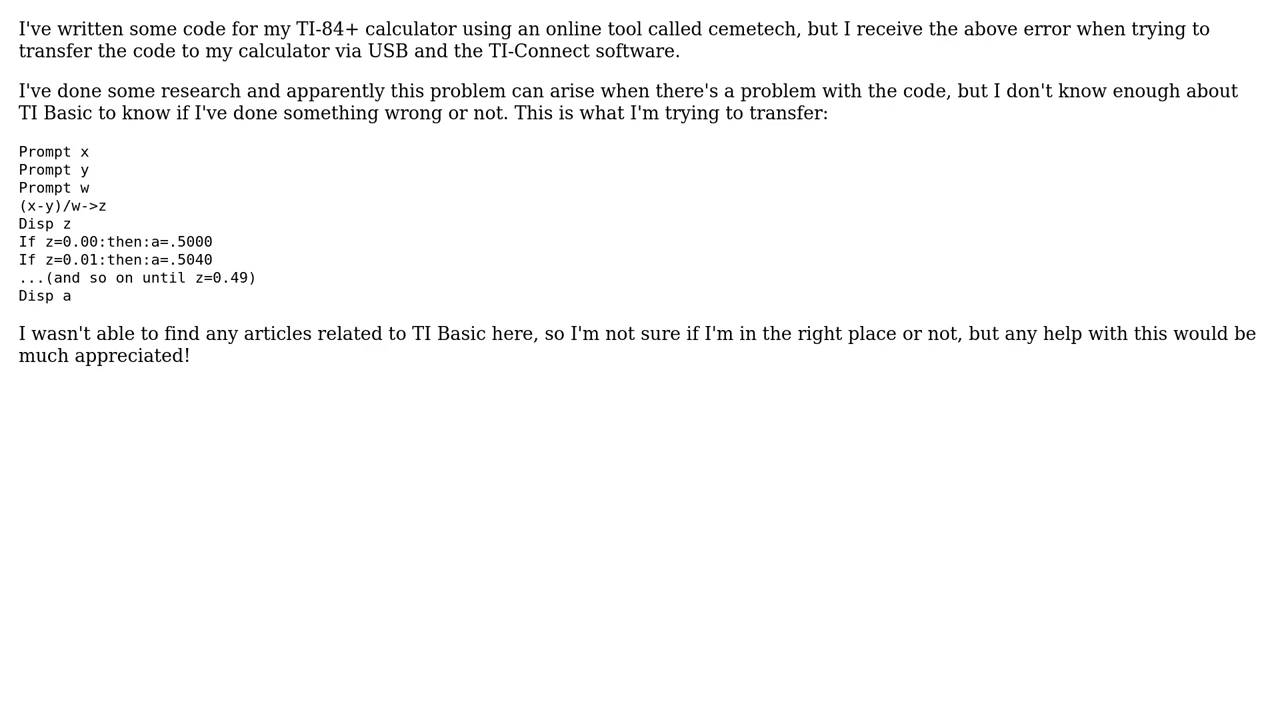 I've written some code for my TI-84+ calculator using an online tool called cemetech, but I receive the above error when trying to
transfer the code to my calculator via USB and the TI-Connect software.
I've done some research and apparently this problem can arise when there's a problem with the code, but I don't know enough about
TI Basic to know if I've done something wrong or not. This is what I'm trying to transfer:
Prompt x
Prompt y
Prompt w
(x-y)/w->z
Disp z
If z=0.00:then:a=.5000
If z=0.01:then:a=.5040
...(and so on until z=0.49)
Disp a
I wasn't able to find any articles related to TI Basic here, so I'm not sure if I'm in the right place or not, but any help with this would be
much appreciated!